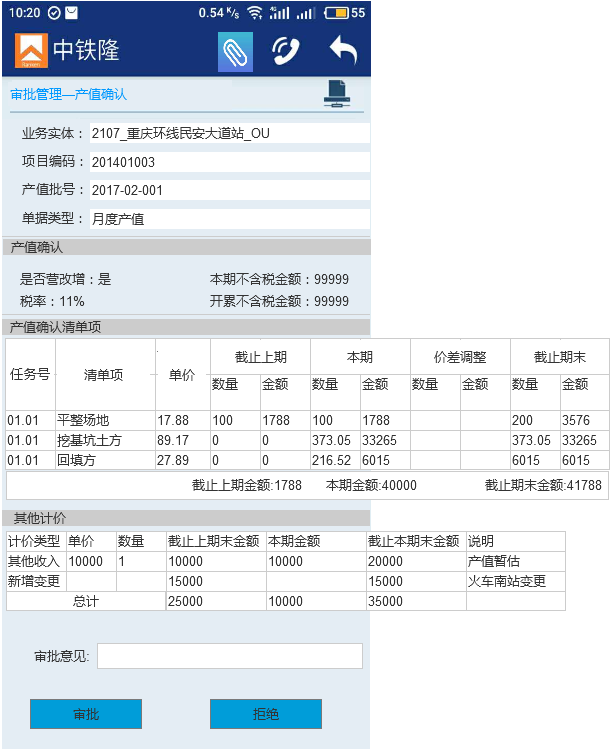 10:20 0.54 K/s 55
中铁隆
审批管理—产值确认
业务实体： 2107_重庆环线民安大道站_OU
项目编码： 201401003
产值批号： 2017-02-001
单据类型： 月度产值
产值确认
是否营改增：是 本期不含税金额：99999
税率：11% 开累不含税金额：99999
产值确认清单项
任务号 清单项 单价 截止上期 本期 价差调整 截止期末
数量 金额 数量 金额 数量 金额 数量 金额
01.01 平整场地 17.88 100 1788 100 1788 200 3576
01.01 挖基坑土方 89.17 0 0 373.05 33265 373.05 33265
01.01 回填方 27.89 0 0 216.52 6015 6015 6015
截止上期金额:1788 本期金额:40000 截止期末金额:41788
其他计价
计价类型 单价 数量 截止上期末金额 本期金额 截止本期末金额 说明
其他收入 10000 1 10000 10000 20000 产值暂估
新增变更 15000 15000 火车南站变更
总计 25000 10000 35000
审批意见:
审批 拒绝